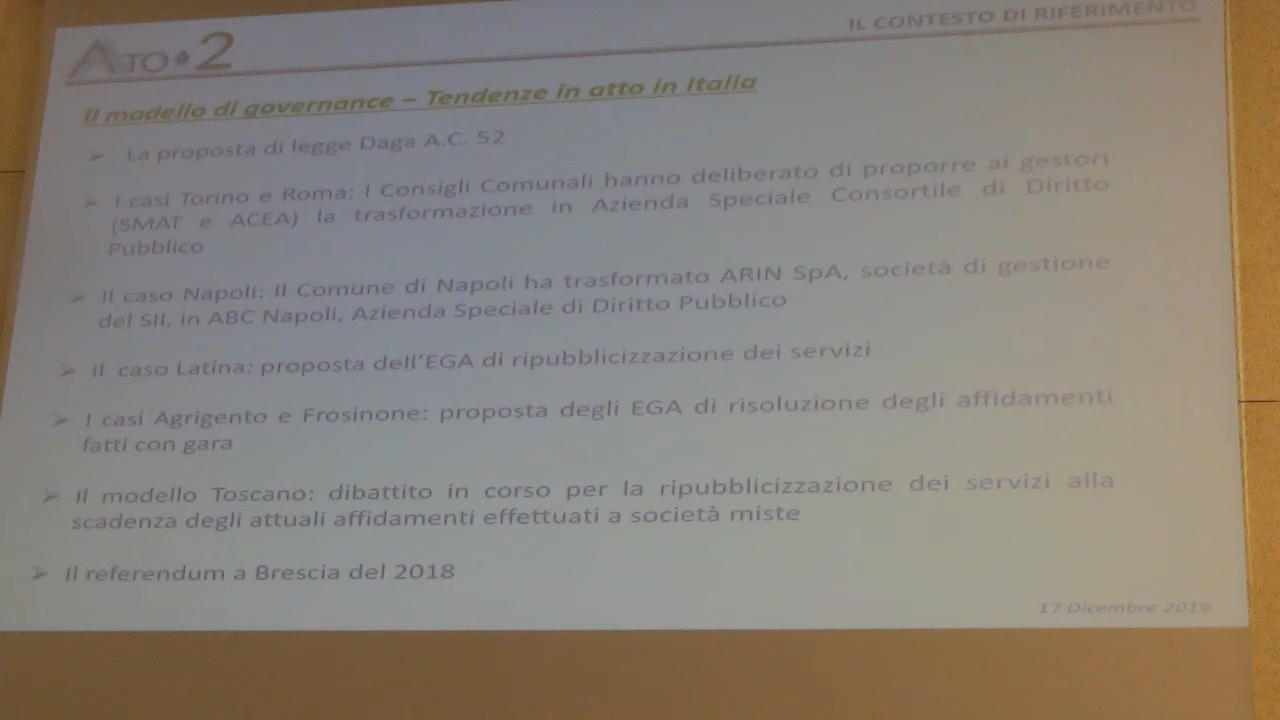 ATO•2
IL CONTESTO DI RIFERIMENTO
Il modello di governance – Tendenze in atto in Italia
➢ La proposta di legge Daga A.C. 52
➢ I casi Torino e Roma: I Consigli Comunali hanno deliberato di proporre ai gestori
(SMAT e ACEA) la trasformazione in Azienda Speciale Consortile di Diritto
Pubblico
➢ Il caso Napoli: Il Comune di Napoli ha trasformato ARIN SpA, società di gestione
del SII, in ABC Napoli, Azienda Speciale di Diritto Pubblico
➢ Il caso Latina: proposta dell'EGA di ripubblicizzazione dei servizi
➢ I casi Agrigento e Frosinone: proposta degli EGA di risoluzione degli affidamenti
fatti con gara
➢ Il modello Toscano: dibattito in corso per la ripubblicizzazione dei servizi alla
scadenza degli attuali affidamenti effettuati a società miste
➢ Il referendum a Brescia del 2018
17 Dicembre 2019